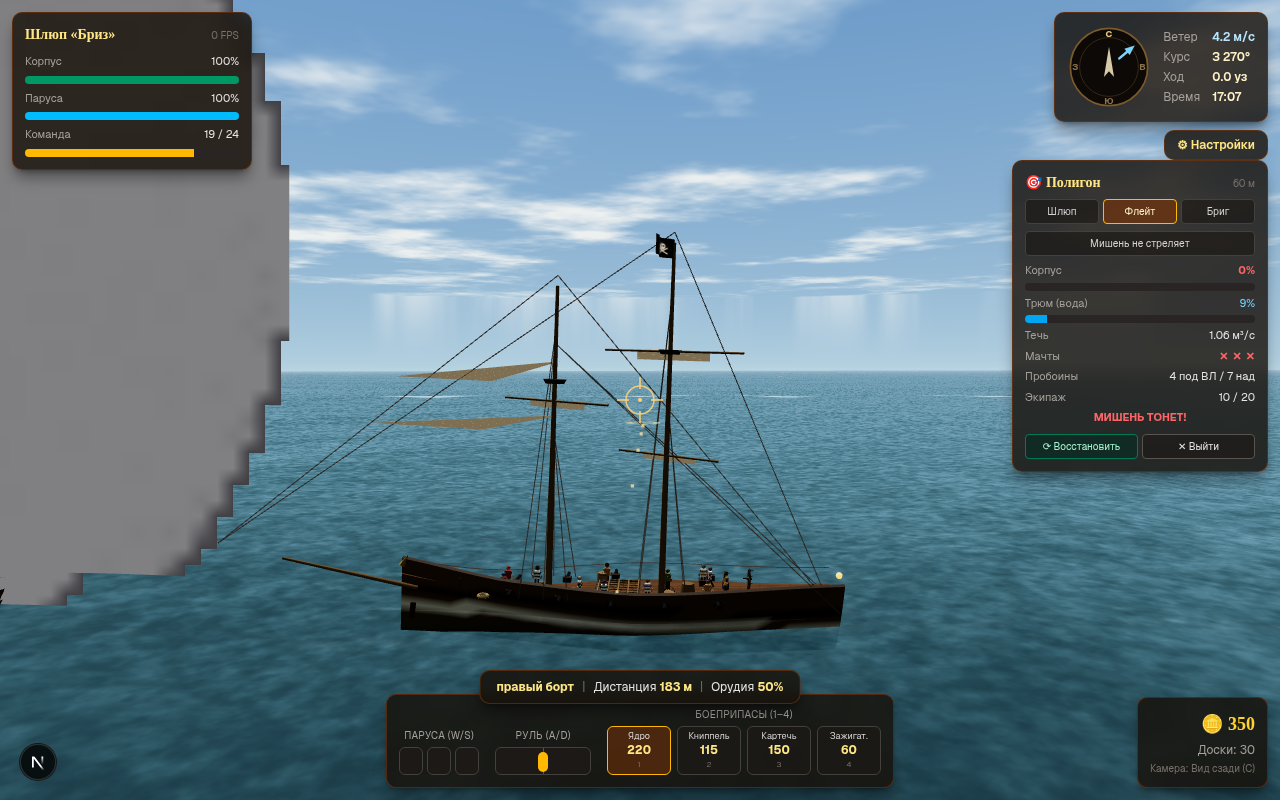 Шлюп «Бриз» 0 FPS
Корпус 100%
Паруса 100%
Команда 19 / 24
С
З В
Ю
Ветер 4.2 м/с
Курс З 270°
Ход 0.0 уз
Время 17:07
⚙ Настройки
🎯 Полигон 60 м
Шлюп Флейт Бриг
Мишень не стреляет
Корпус 0%
Трюм (вода) 9%
Течь 1.06 м³/с
Мачты ✕ ✕ ✕
Пробоины 4 под ВЛ / 7 над
Экипаж 10 / 20
МИШЕНЬ ТОНЕТ!
⟳ Восстановить ✕ Выйти
правый борт | Дистанция 183 м | Орудия 50%
БОЕПРИПАСЫ (1–4)
ПАРУСА (W/S) РУЛЬ (A/D)
Ядро Книппель Картечь Зажигат.
220 115 150 60
1 2 3 4
🪙 350
Доски: 30
Камера: Вид сзади (C)
N